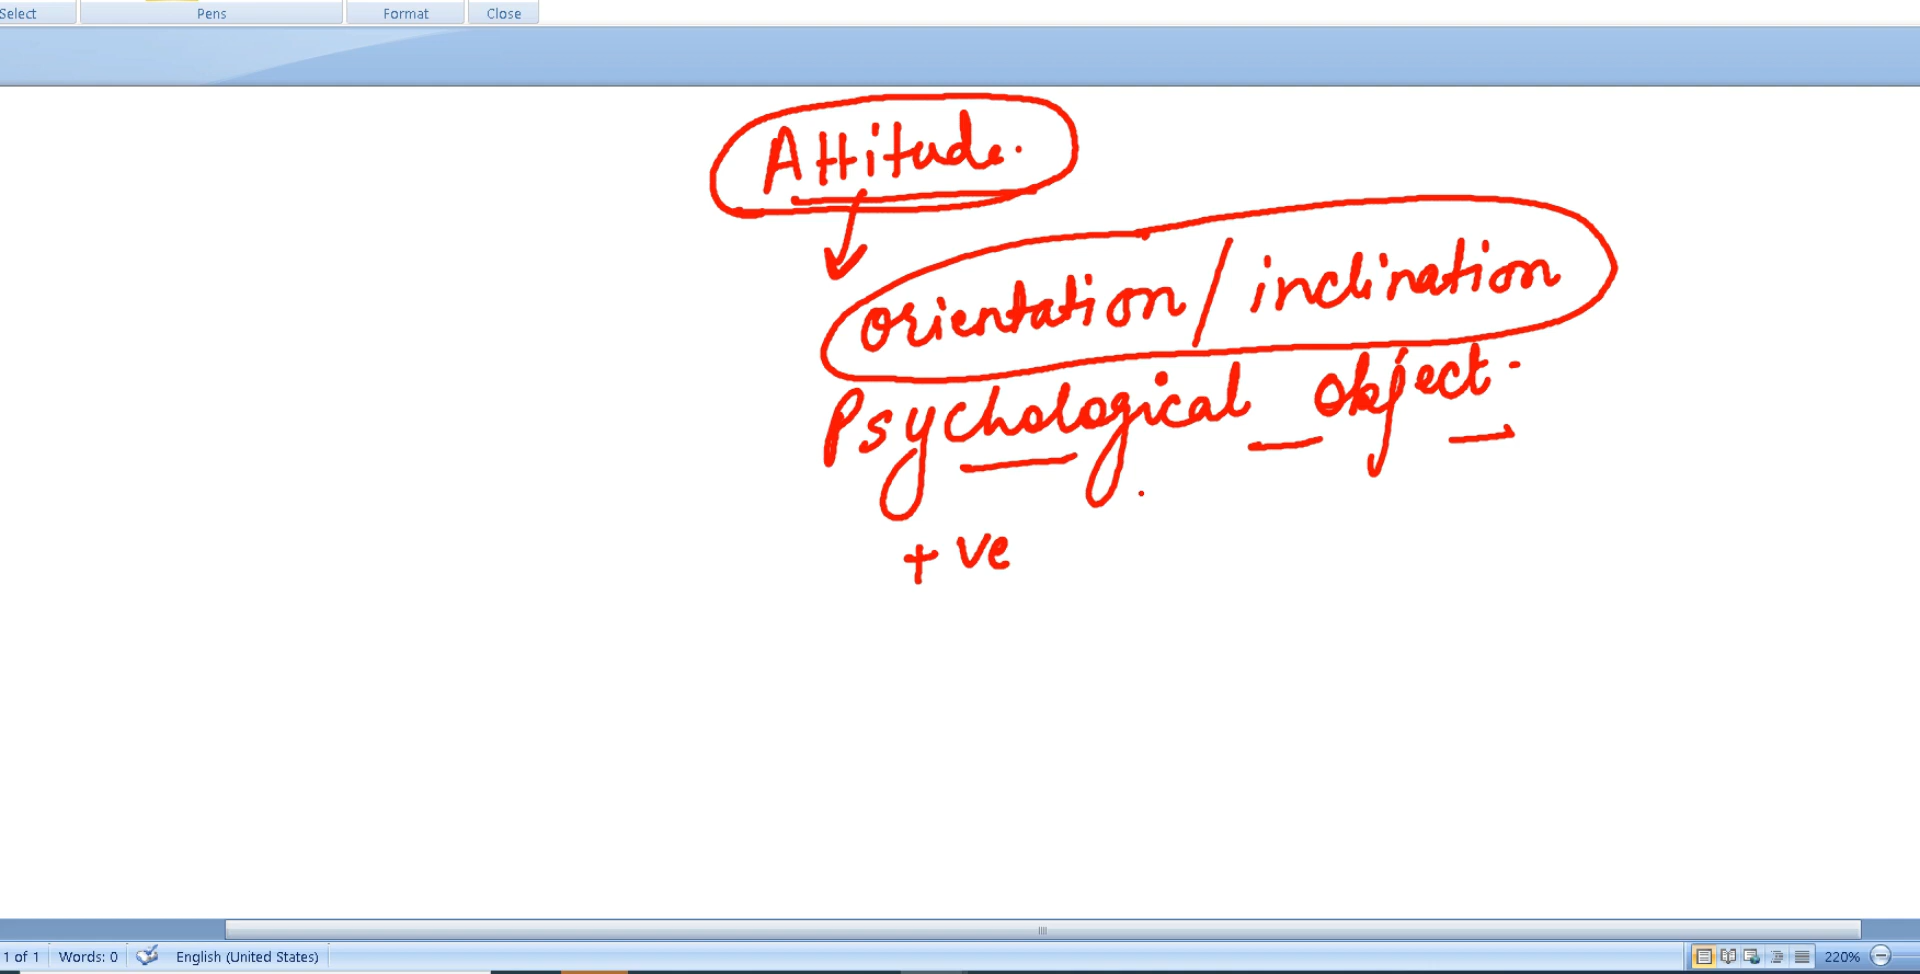 Select Pens Format Close
Attitude.
orientation / inclination
Psychological object.
+ ve
1 of 1 Words: 0 English (United States) 220%